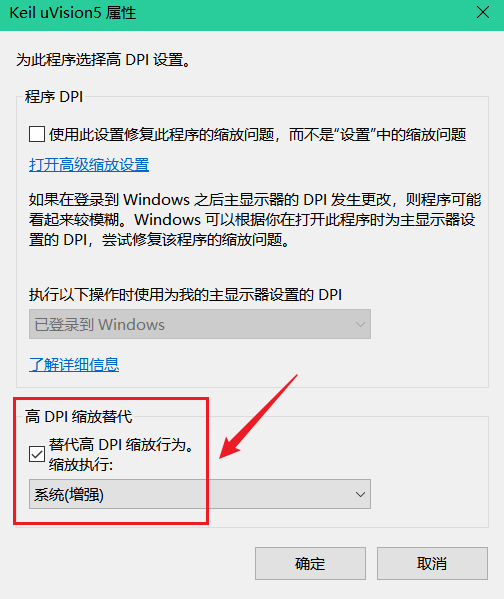 Keil uVision5 属性
为此程序选择高 DPI 设置。
程序 DPI
使用此设置修复此程序的缩放问题，而不是“设置”中的缩放问题
打开高级缩放设置
如果在登录到 Windows 之后主显示器的 DPI 发生更改，则程序可能
看起来较模糊。Windows 可以根据你在打开此程序时为主显示器设
置的 DPI，尝试修复该程序的缩放问题。
执行以下操作时使用为我的主显示器设置的 DPI
已登录到 Windows
了解详细信息
高 DPI 缩放替代
替代高 DPI 缩放行为。
缩放执行:
系统(增强)
确定
取消